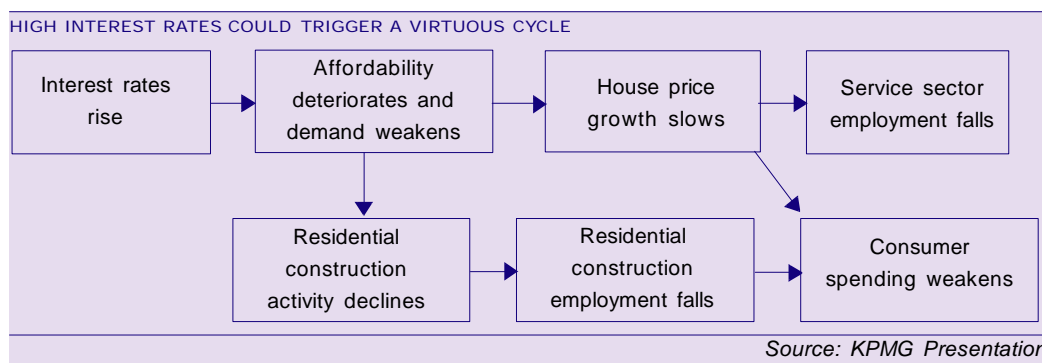 HIGH INTEREST RATES COULD TRIGGER A VIRTUOUS CYCLE
Interest rates
rise
Affordability
deteriorates and
demand weakens
House price
growth slows
Service sector
employment falls
Residential
construction
activity declines
Residential
construction
employment falls
Consumer
spending weakens
Source: KPMG Presentation